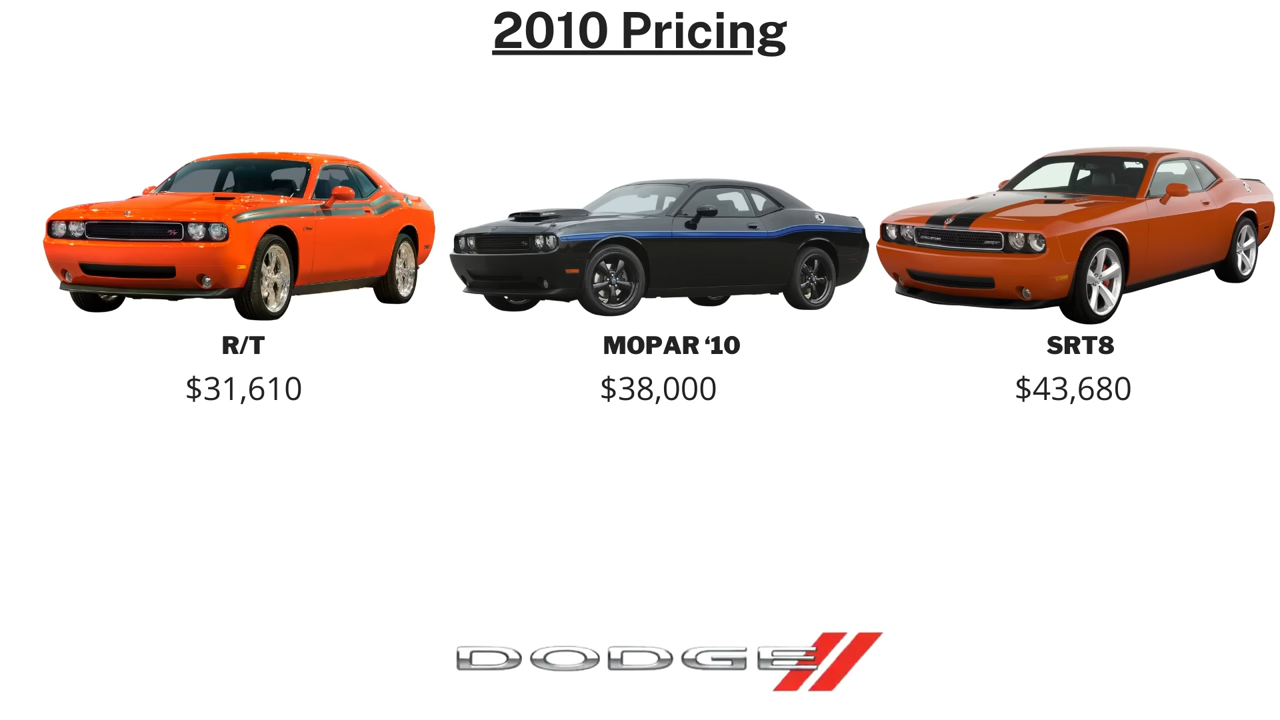 2010 Pricing
R/T
MOPAR ‘10
SRT8
$31,610
$38,000
$43,680
DODGE